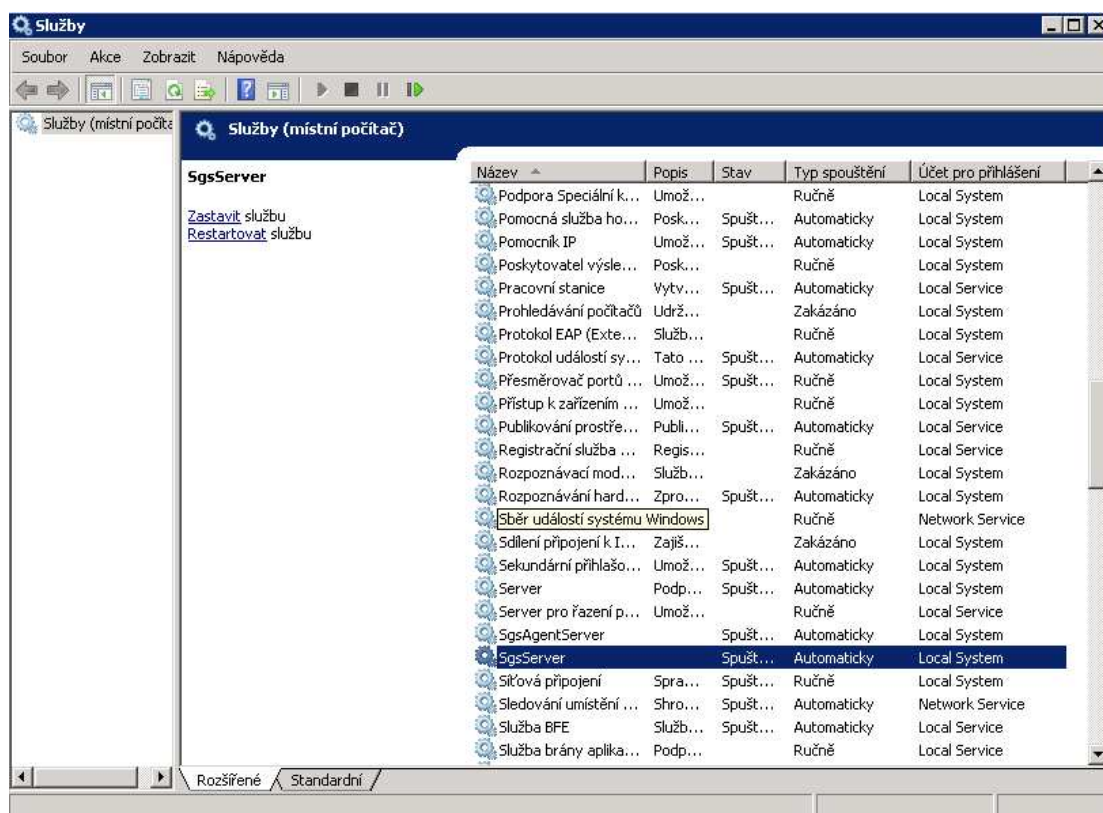 Služby
Soubor Akce Zobrazit Nápověda
Služby (místní počíta
Služby (místní počítač)
SgsServer
Zastavit službu
Restartovat službu
Název Popis Stav Typ spouštění Účet pro přihlášení
Podpora Speciální k... Umož... Ručně Local System
Pomocná služba ho... Posk... Spušt... Automaticky Local System
Pomocník IP Umož... Spušt... Automaticky Local System
Poskytovatel výsle... Posk... Ručně Local System
Pracovní stanice Vytv... Spušt... Automaticky Local Service
Prohledávání počítačů Udrž... Zakázáno Local System
Protokol EAP (Exte... Služb... Ručně Local System
Protokol událostí sy... Tato ... Spušt... Automaticky Local Service
Přesměrovač portů ... Umož... Spušt... Ručně Local System
Přístup k zařízením ... Umož... Ručně Local System
Publikování prostře... Publi... Spušt... Automaticky Local Service
Registrační služba ... Regis... Ručně Local Service
Rozpoznávací mod... Služb... Zakázáno Local System
Rozpoznávání hard... Zpro... Spušt... Automaticky Local System
Sběr událostí systému Windows Ručně Network Service
Sdílení připojení k I... Zajiš... Zakázáno Local System
Sekundární přihlašo... Umož... Spušt... Automaticky Local System
Server Podp... Spušt... Automaticky Local System
Server pro řazení p... Umož... Ručně Local Service
SgsAgentServer Spušt... Automaticky Local System
SgsServer Spušt... Automaticky Local System
Síťová připojení Spra... Spušt... Ručně Local System
Sledování umístění ... Shro... Spušt... Automaticky Network Service
Služba BFE Služb... Spušt... Automaticky Local Service
Služba brány aplika... Podp... Ručně Local Service
Rozšířené Standardní